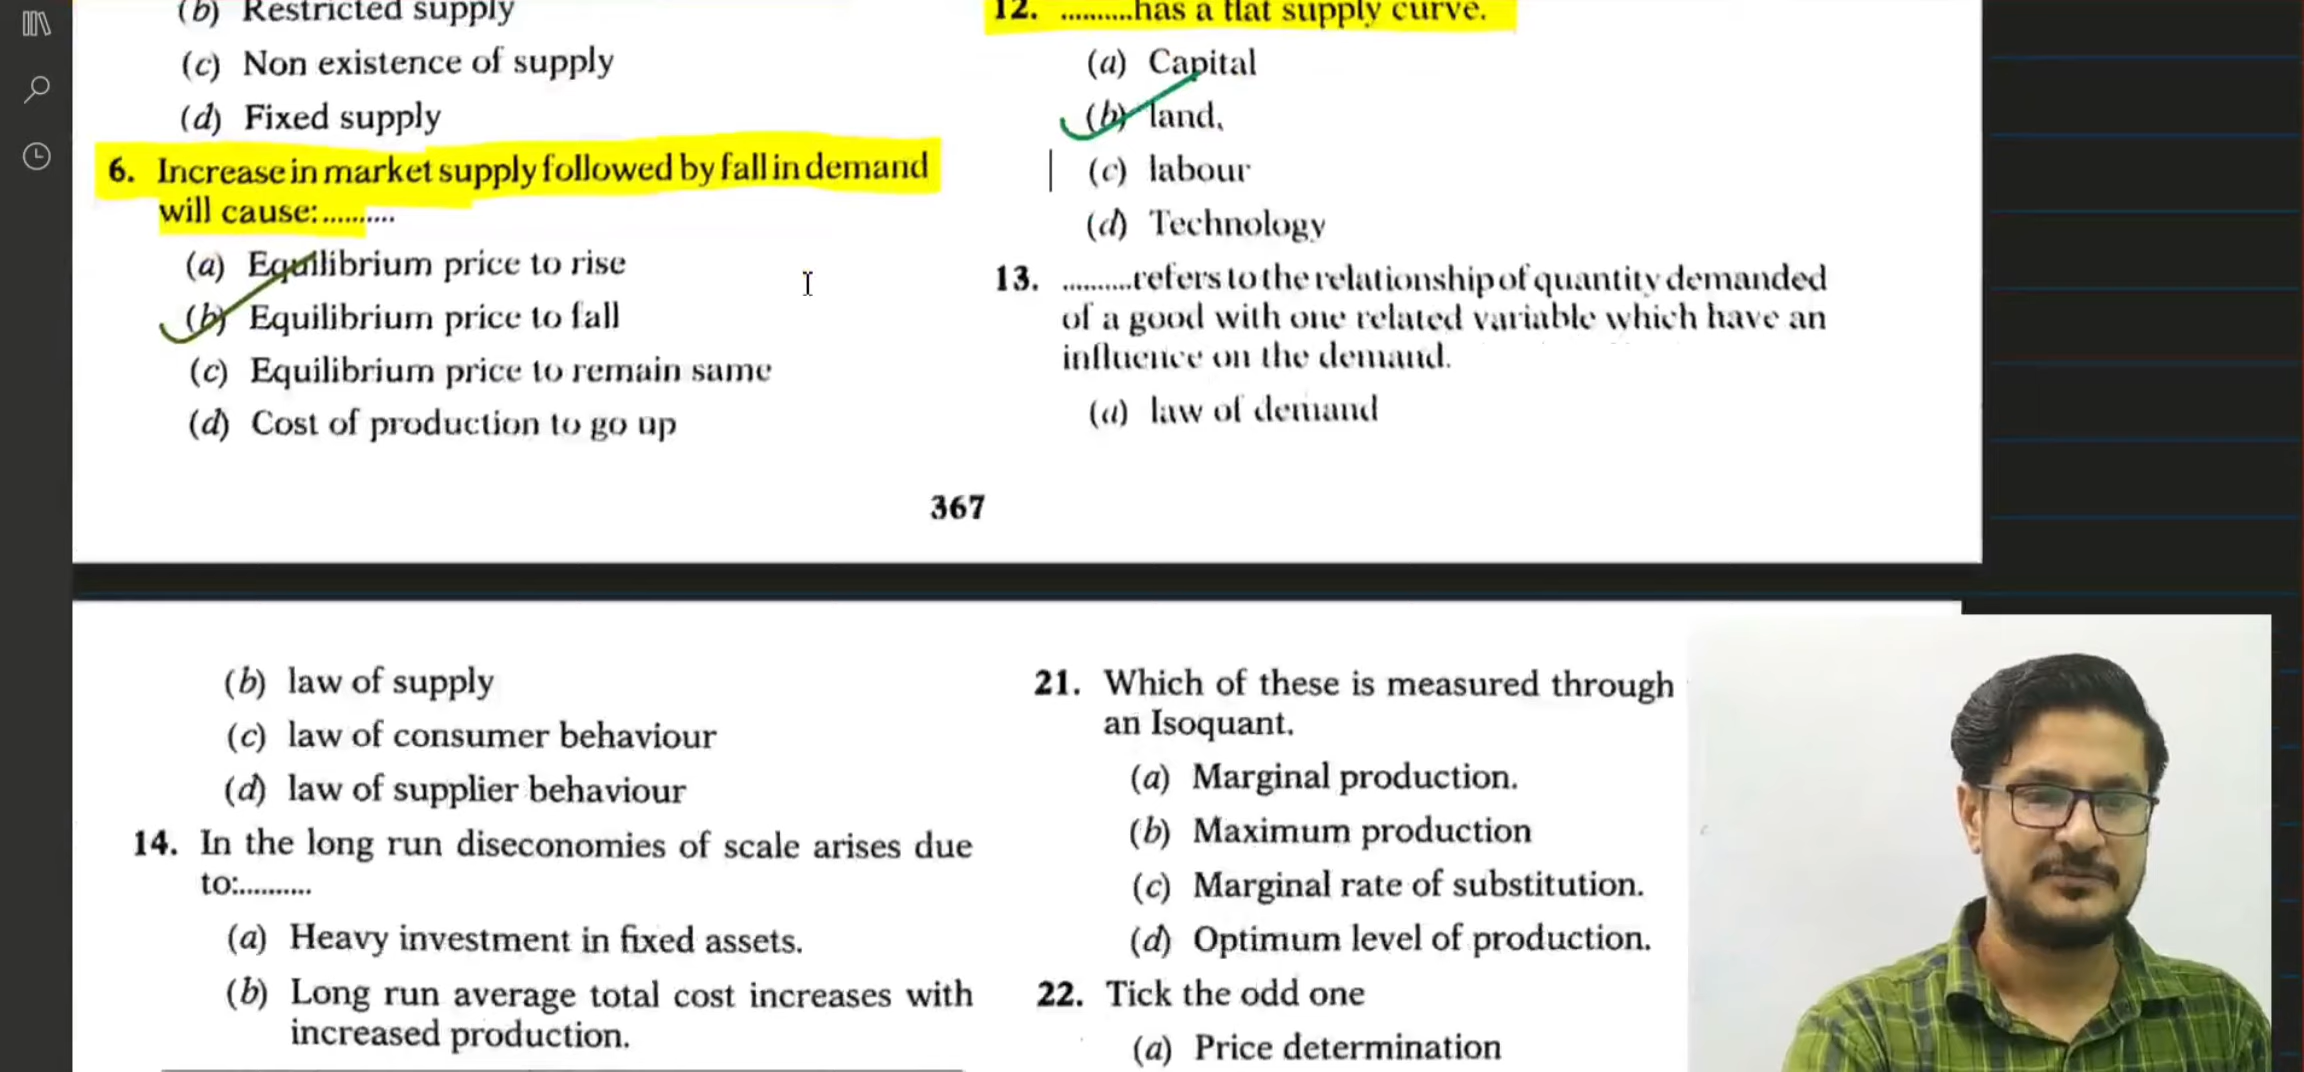 (b) Restricted supply
(c) Non existence of supply
(d) Fixed supply
6. Increase in market supply followed by fall in demand
will cause:..........
(a) Equilibrium price to rise
(b) Equilibrium price to fall
(c) Equilibrium price to remain same
(d) Cost of production to go up
12. ..........has a flat supply curve.
(a) Capital
(b) land,
(c) labour
(d) Technology
13. ..........refers to the relationship of quantity demanded
of a good with one related variable which have an
influence on the demand.
(a) law of demand
367
(b) law of supply
(c) law of consumer behaviour
(d) law of supplier behaviour
14. In the long run diseconomies of scale arises due
to:..........
(a) Heavy investment in fixed assets.
(b) Long run average total cost increases with
increased production.
21. Which of these is measured through
an Isoquant.
(a) Marginal production.
(b) Maximum production
(c) Marginal rate of substitution.
(d) Optimum level of production.
22. Tick the odd one
(a) Price determination